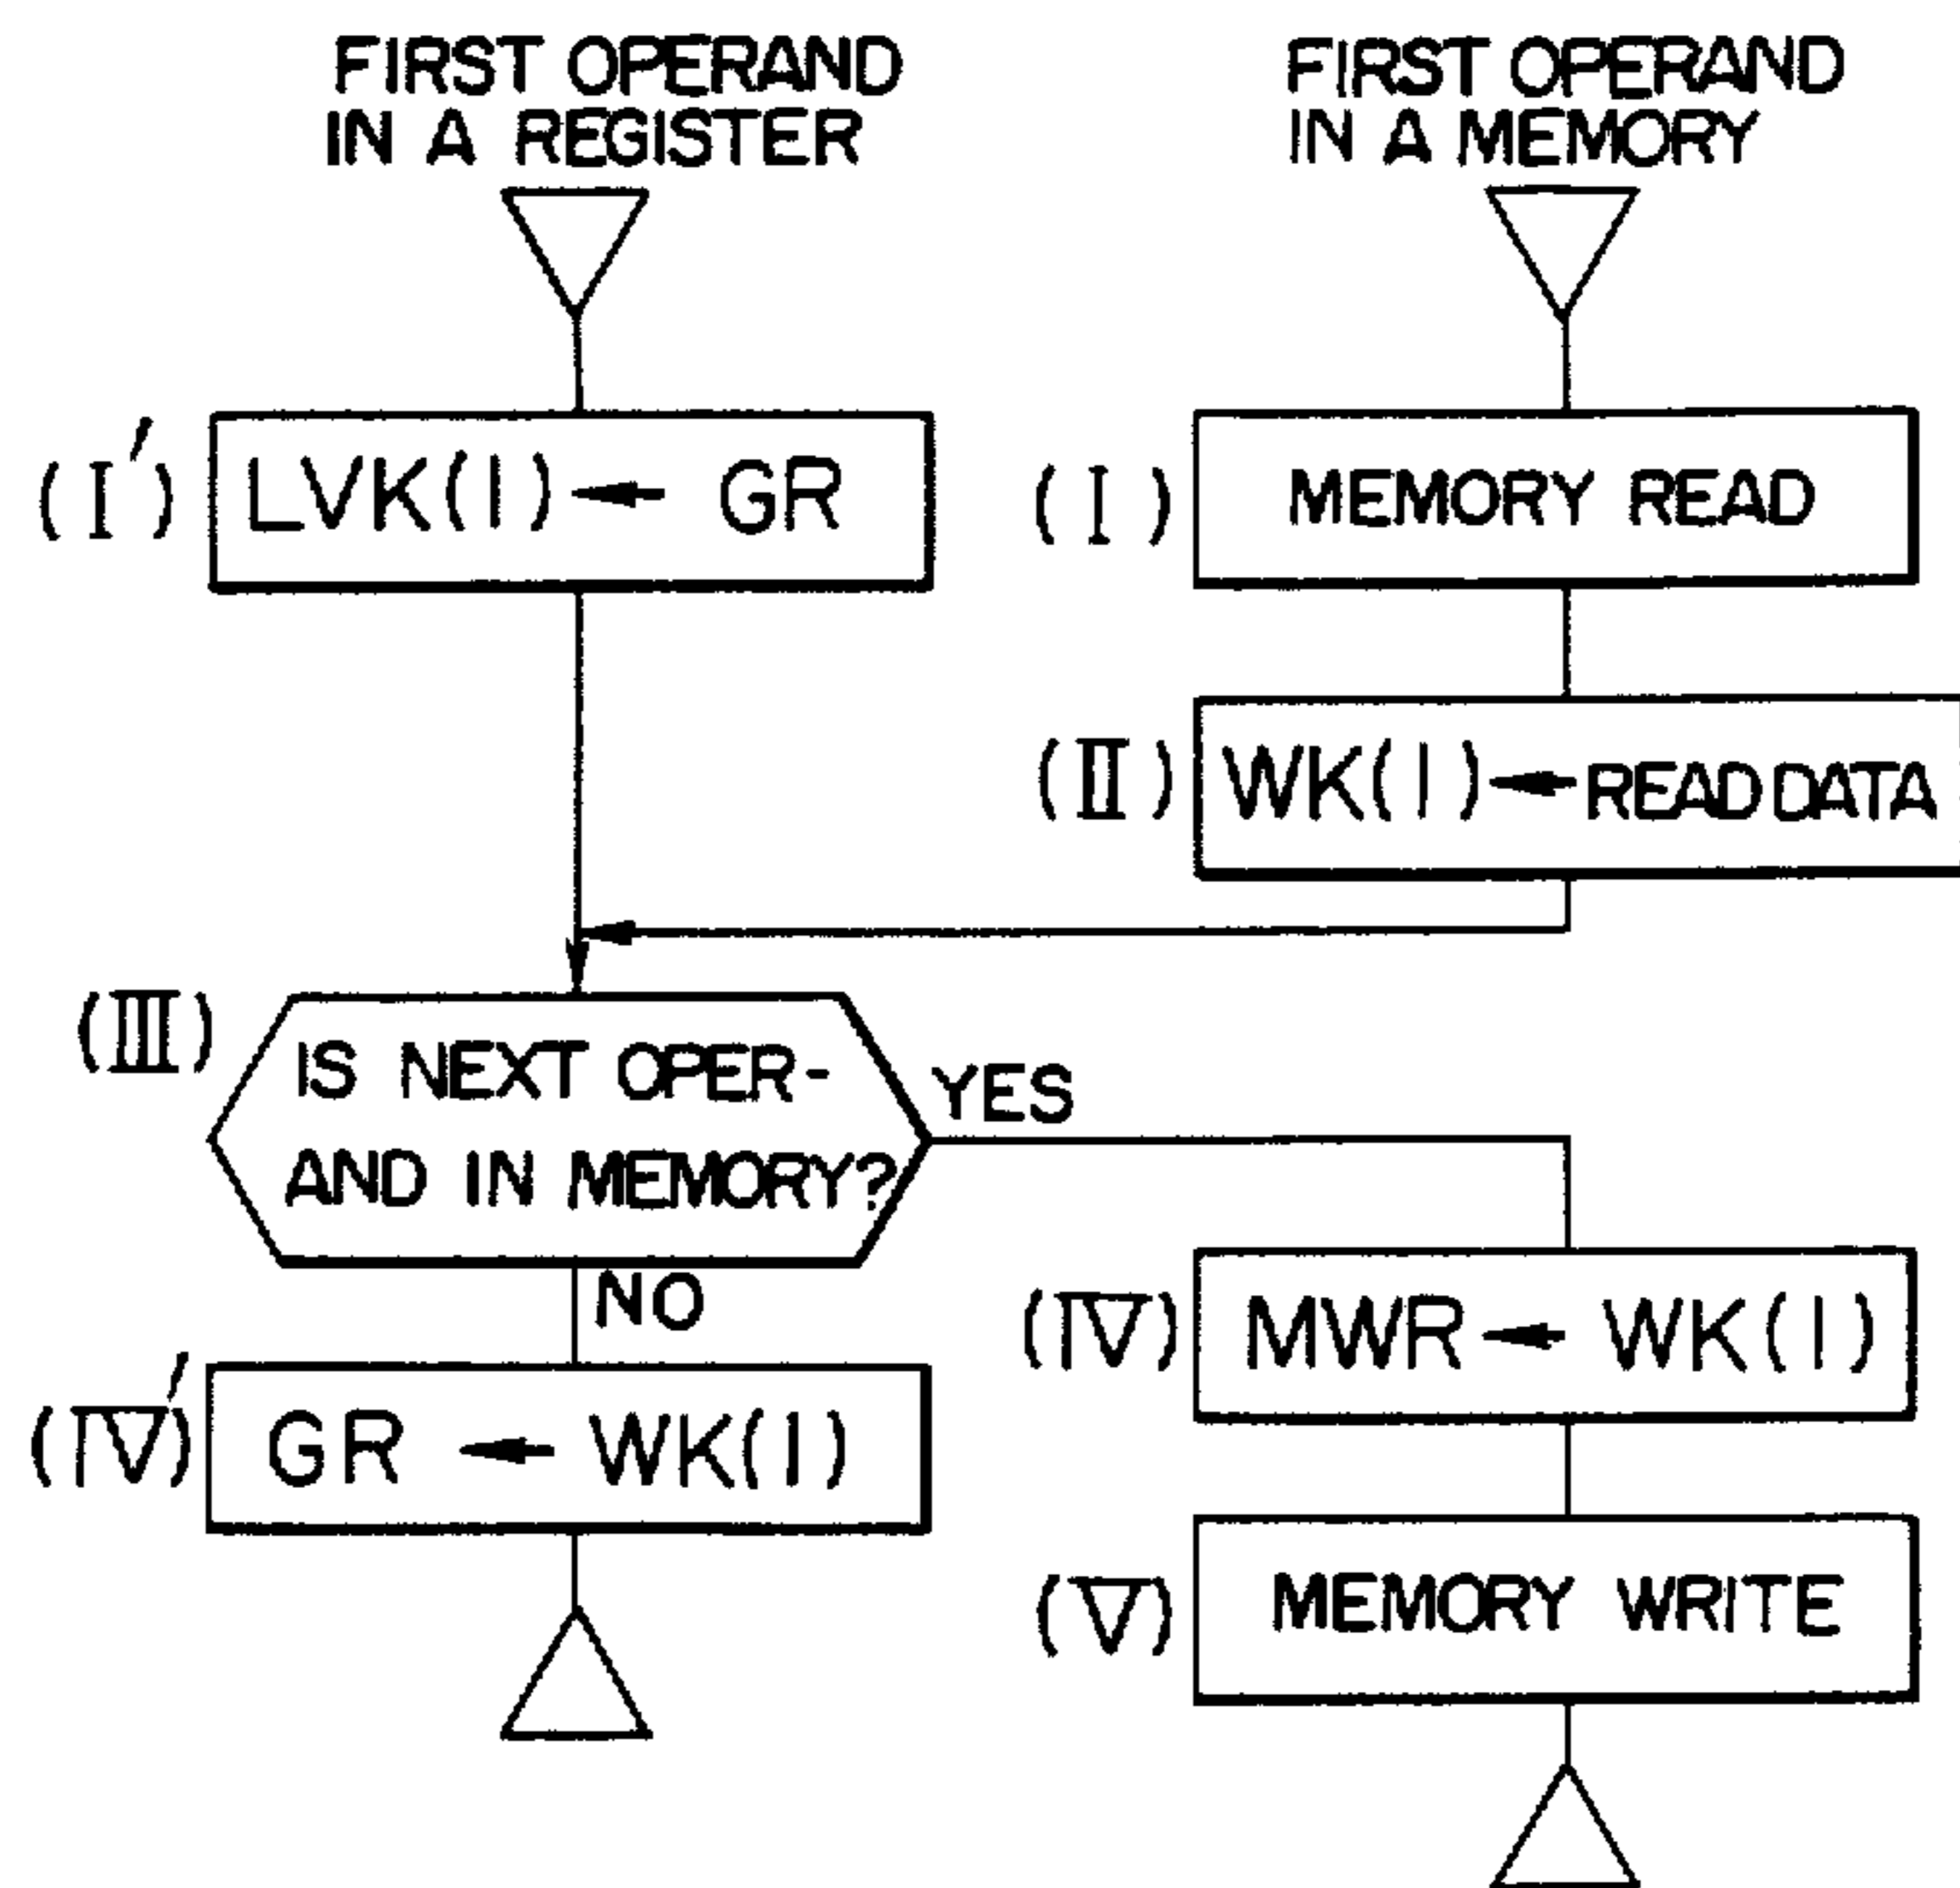 FIRST OPERAND
IN A REGISTER
FIRST OPERAND
IN A MEMORY
(I') LVK(1) ← GR
(I) MEMORY READ
(II) WK(1) ← READ DATA
(III) IS NEXT OPER-
AND IN MEMORY?
YES
NO
(IV) MWR ← WK(1)
(IV') GR ← WK(1)
(V) MEMORY WRITE